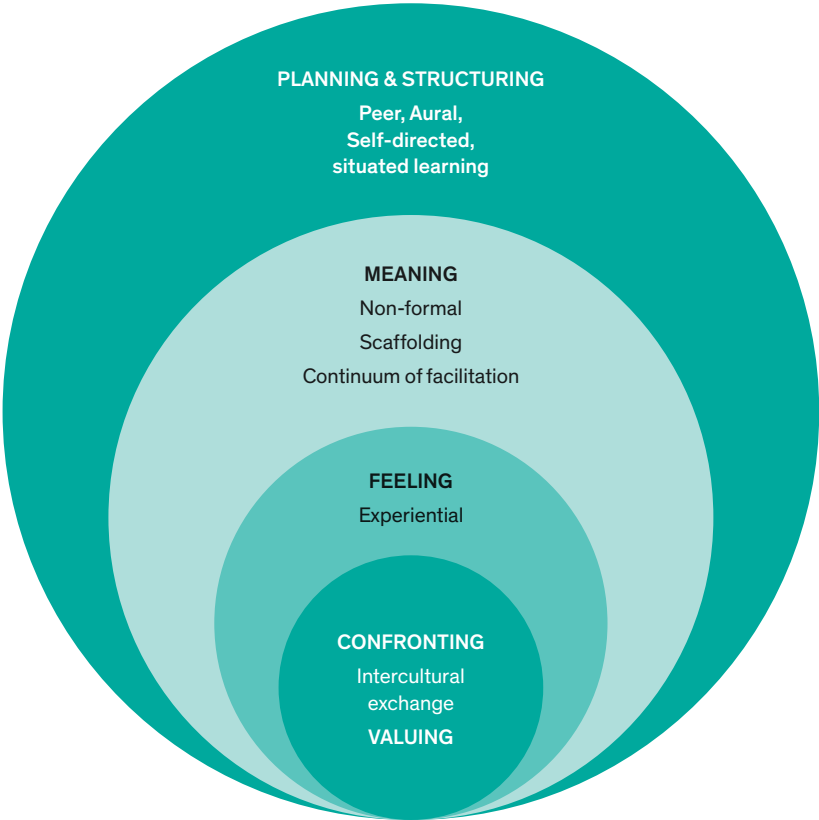 PLANNING & STRUCTURING
Peer, Aural,
Self-directed,
situated learning
MEANING
Non-formal
Scaffolding
Continuum of facilitation
FEELING
Experiential
CONFRONTING
Intercultural
exchange
VALUING